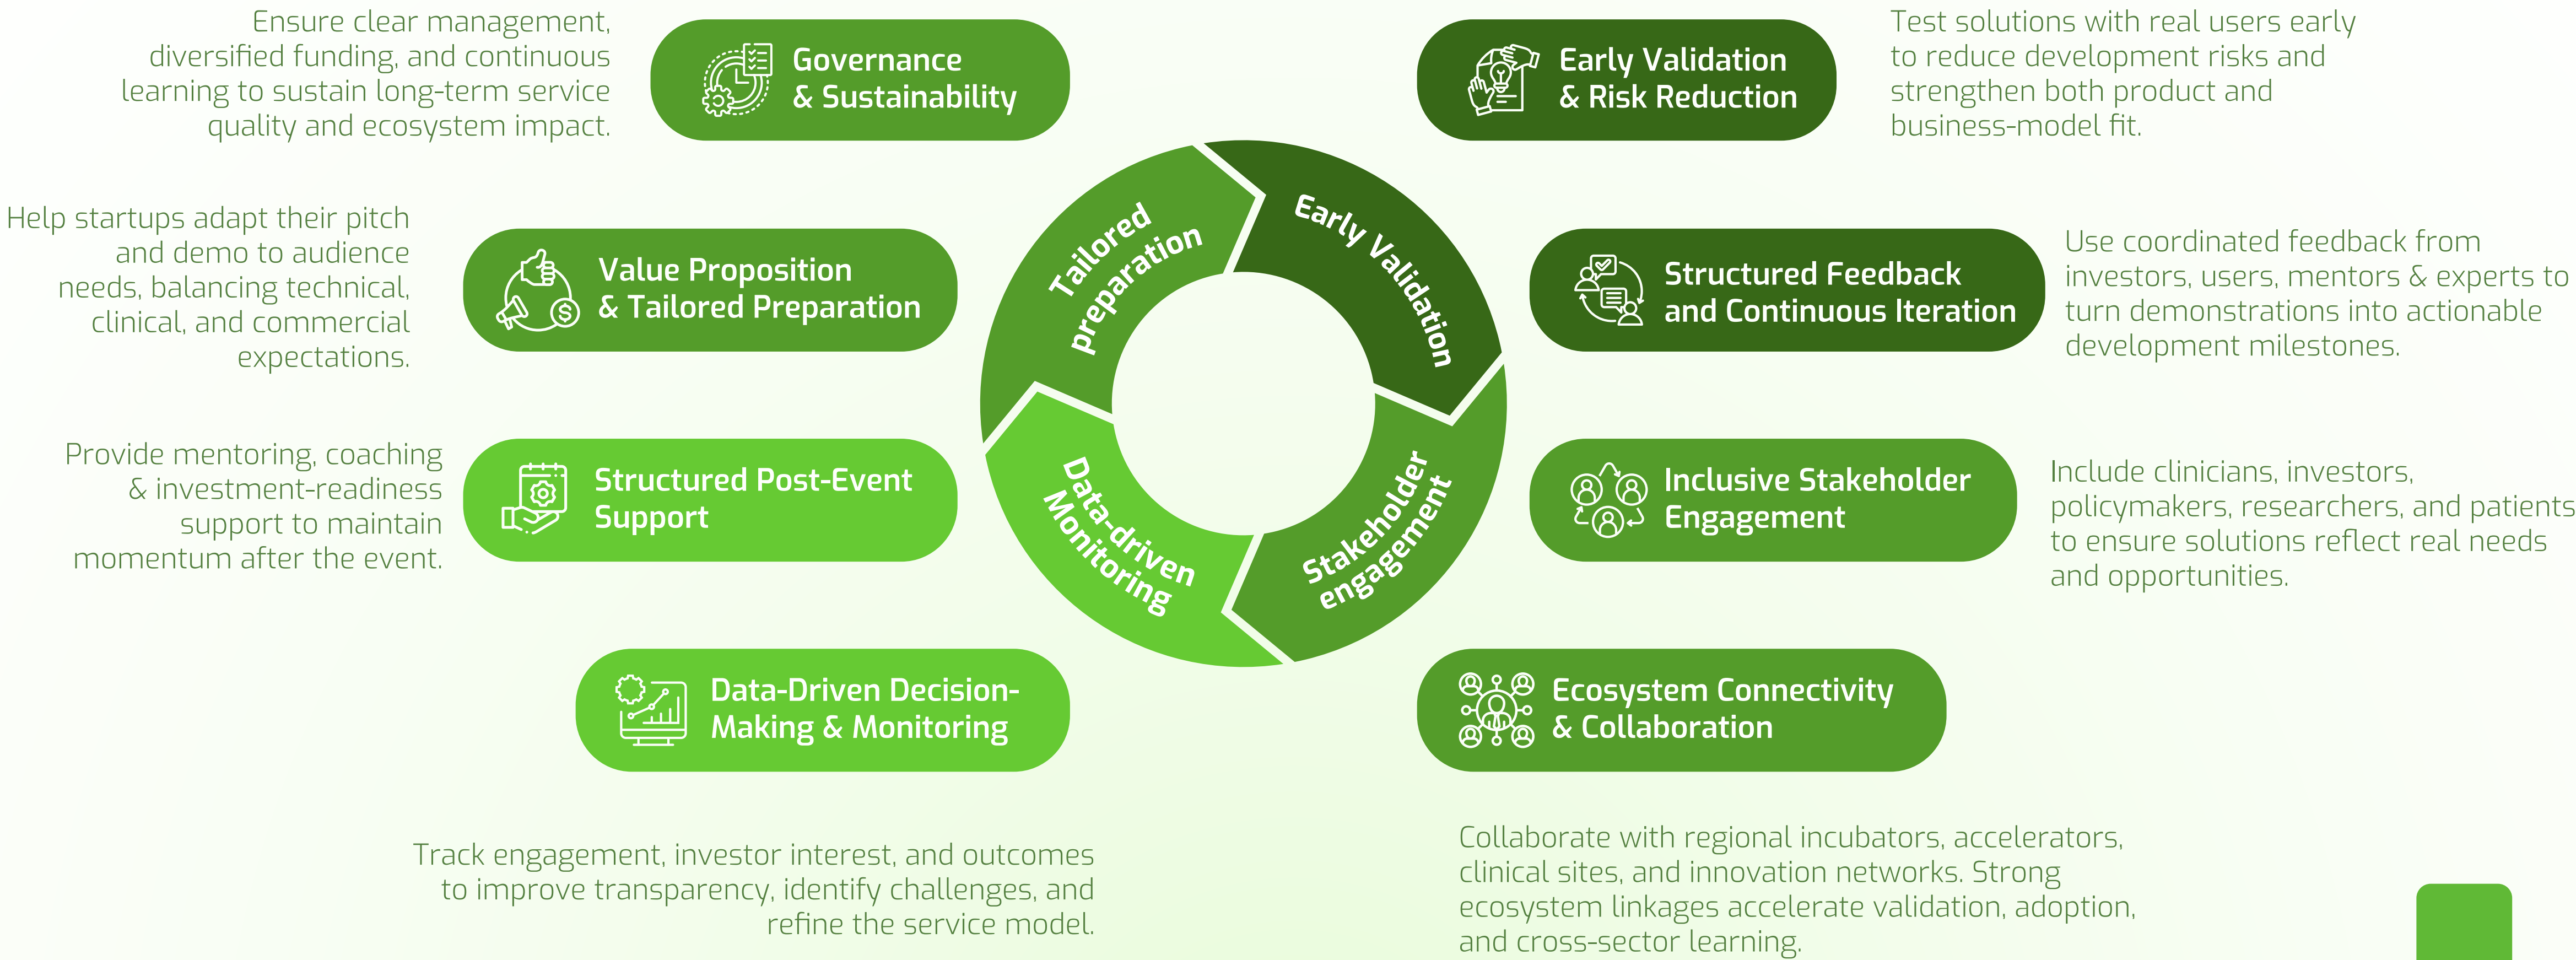 Ensure clear management,
diversified funding, and continuous
learning to sustain long-term service
quality and ecosystem impact.
Governance
& Sustainability
Early Validation
& Risk Reduction
Test solutions with real users early
to reduce development risks and
strengthen both product and
business-model fit.
Help startups adapt their pitch
and demo to audience
needs, balancing technical,
clinical, and commercial
expectations.
Value Proposition
& Tailored Preparation
Tailored
preparation
Early Validation
Structured Feedback
and Continuous Iteration
Use coordinated feedback from
investors, users, mentors & experts to
turn demonstrations into actionable
development milestones.
Provide mentoring, coaching
& investment-readiness
support to maintain
momentum after the event.
Structured Post-Event
Support
Data-driven
Monitoring
Stakeholder
engagement
Inclusive Stakeholder
Engagement
Include clinicians, investors,
policymakers, researchers, and patients
to ensure solutions reflect real needs
and opportunities.
Data-Driven Decision-
Making & Monitoring
Ecosystem Connectivity
& Collaboration
Track engagement, investor interest, and outcomes
to improve transparency, identify challenges, and
refine the service model.
Collaborate with regional incubators, accelerators,
clinical sites, and innovation networks. Strong
ecosystem linkages accelerate validation, adoption,
and cross-sector learning.